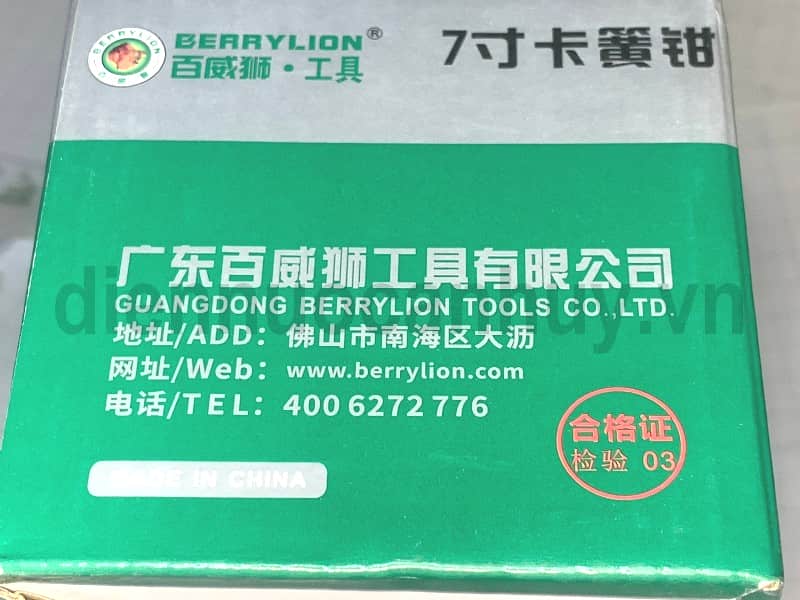 BERRYLION®
百威狮·工具
7寸卡簧钳
广东百威狮工具有限公司
GUANGDONG BERRYLION TOOLS CO.,LTD.
地址/ADD：佛山市南海区大沥
网址/Web：www.berrylion.com
电话/TEL：400 6272 776
合格证
检验 03
MADE IN CHINA